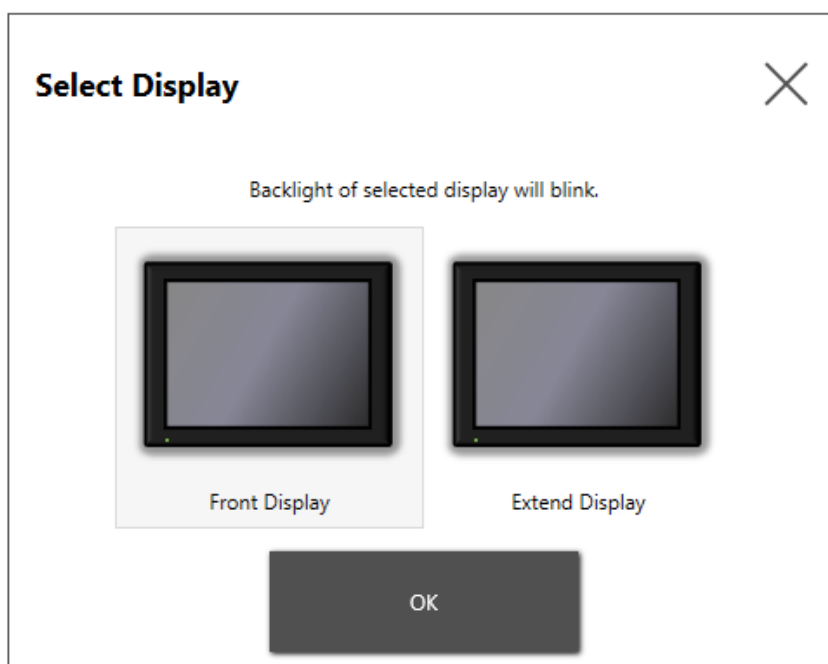 Select Display
Backlight of selected display will blink.
Front Display
Extend Display
OK